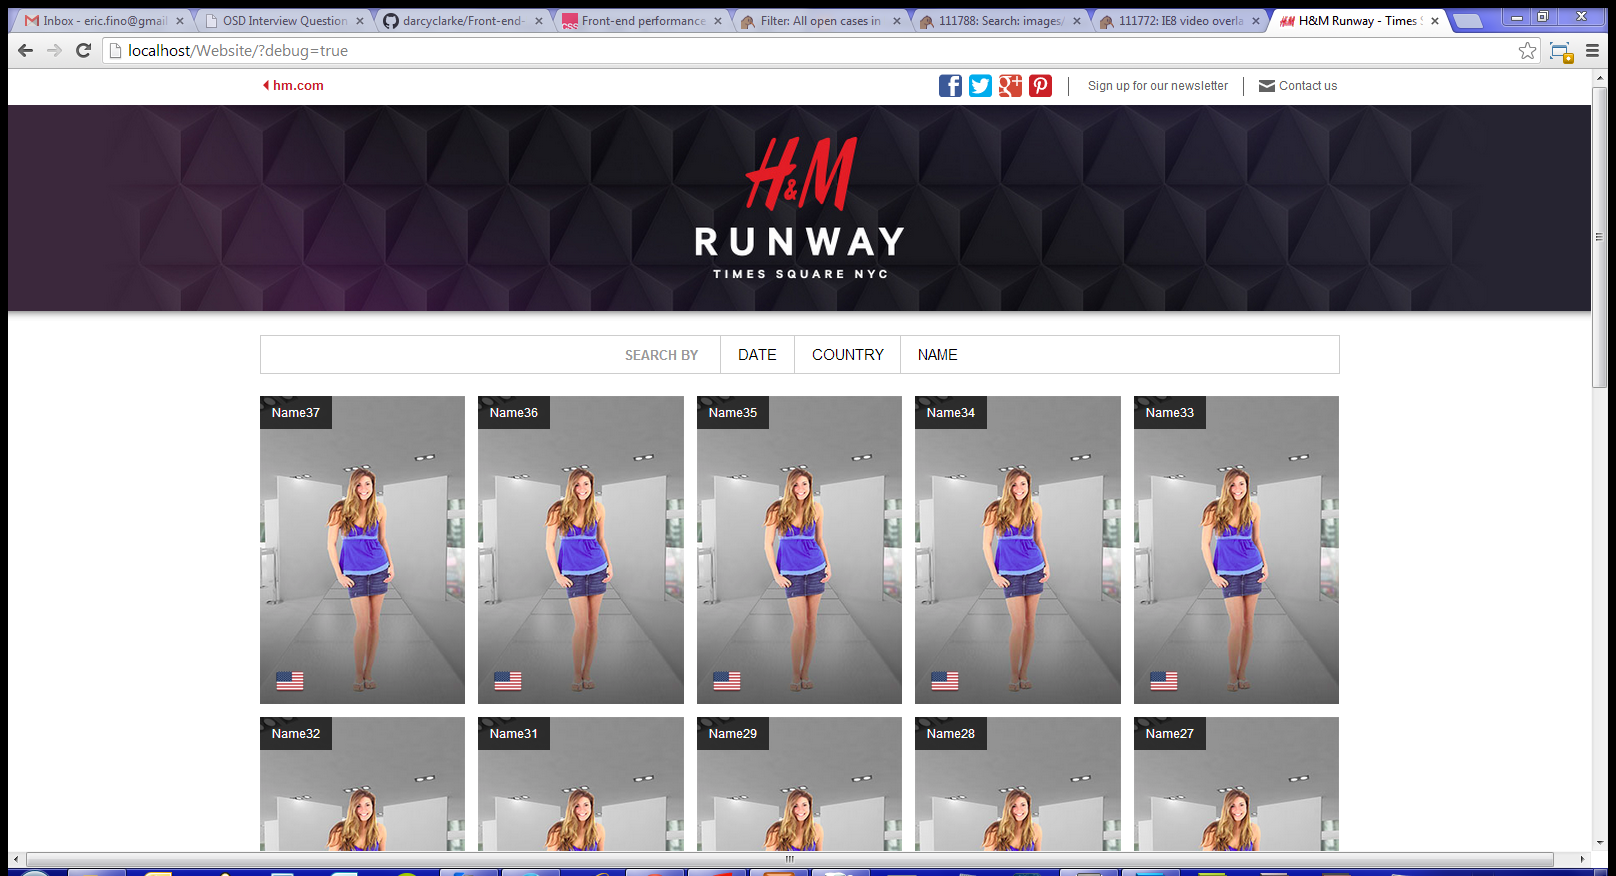 Inbox - eric.fino@gmail
OSD Interview Question
darcyclarke/Front-end-
Front-end performance
Filter: All open cases in
111788: Search: images/
111772: IE8 video overla
H&M Runway - Times S
localhost/Website/?debug=true
hm.com
Sign up for our newsletter
Contact us
H&M
RUNWAY
TIMES SQUARE NYC
SEARCH BY
DATE
COUNTRY
NAME
Name37
Name36
Name35
Name34
Name33
Name32
Name31
Name29
Name28
Name27